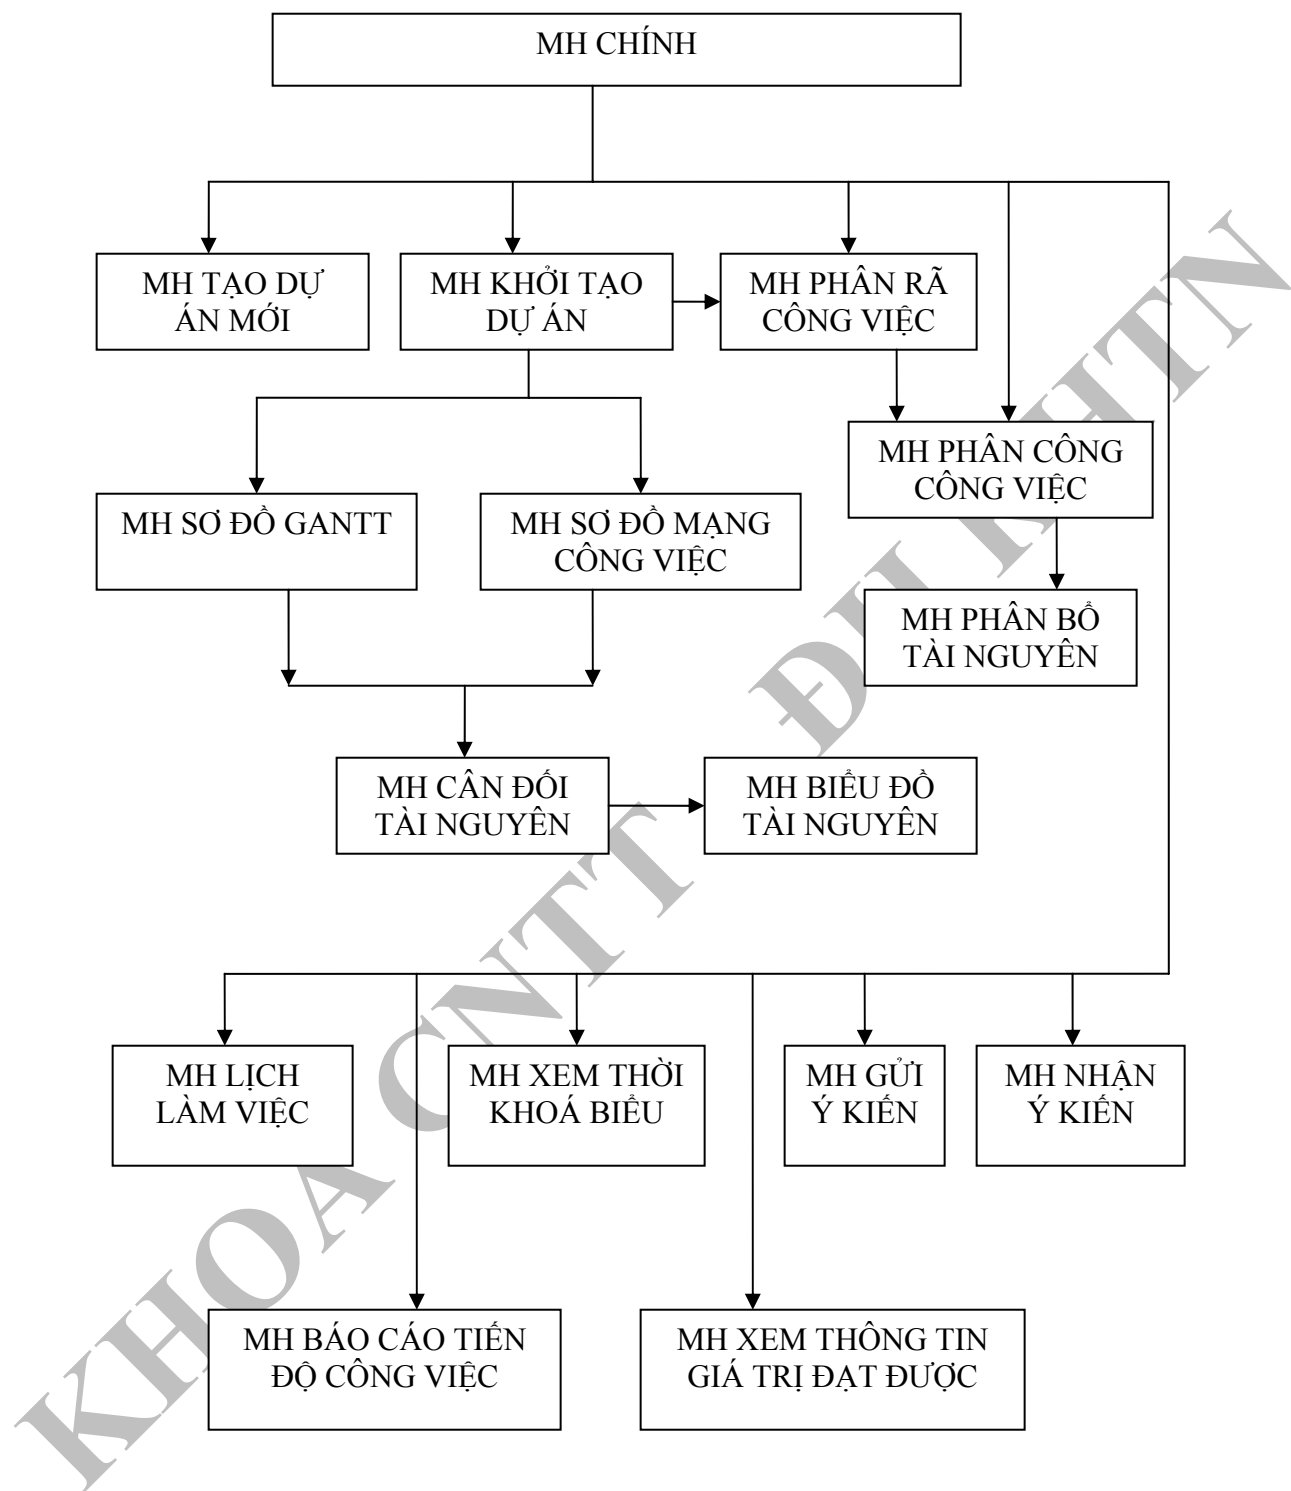 MH CHÍNH
MH TẠO DỰ
ÁN MỚI
MH KHỞI TẠO
DỰ ÁN
MH PHÂN RÃ
CÔNG VIỆC
MH PHÂN CÔNG
CÔNG VIỆC
MH SƠ ĐỒ GANTT
MH SƠ ĐỒ MẠNG
CÔNG VIỆC
MH PHÂN BỔ
TÀI NGUYÊN
MH CÂN ĐỐI
TÀI NGUYÊN
MH BIỂU ĐỒ
TÀI NGUYÊN
MH LỊCH
LÀM VIỆC
MH XEM THỜI
KHOÁ BIỂU
MH GỬI
Ý KIẾN
MH NHẬN
Ý KIẾN
MH BÁO CÁO TIẾN
ĐỘ CÔNG VIỆC
MH XEM THÔNG TIN
GIÁ TRỊ ĐẠT ĐƯỢC
KHOA CNTT ĐH KHTN